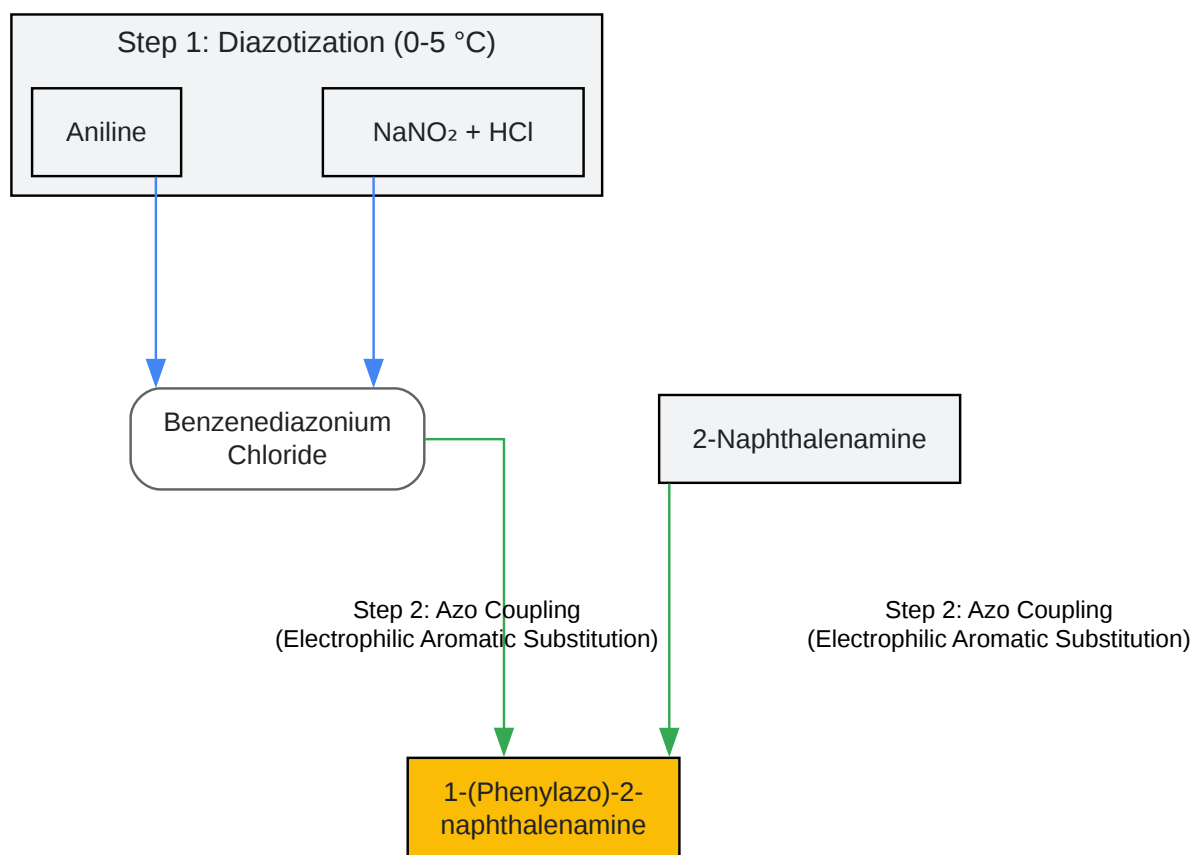 Step 1: Diazotization (0-5 °C)
Aniline
NaNO₂ + HCl
Benzenediazonium
Chloride
2-Naphthalenamine
Step 2: Azo Coupling
(Electrophilic Aromatic Substitution)
Step 2: Azo Coupling
(Electrophilic Aromatic Substitution)
1-(Phenylazo)-2-
naphthalenamine